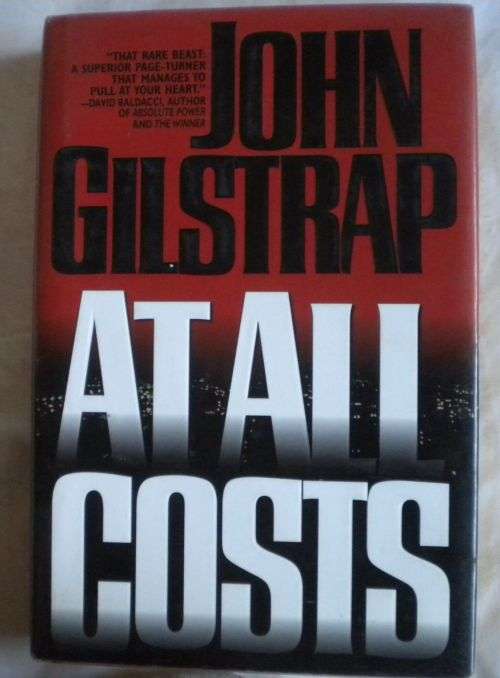 "THAT RARE BEAST:
A SUPERIOR PAGE-TURNER
THAT MANAGES TO
PULL AT YOUR HEART."
—DAVID BALDACCI, AUTHOR
OF ABSOLUTE POWER
AND THE WINNER
JOHN
GILSTRAP
AT ALL
COSTS